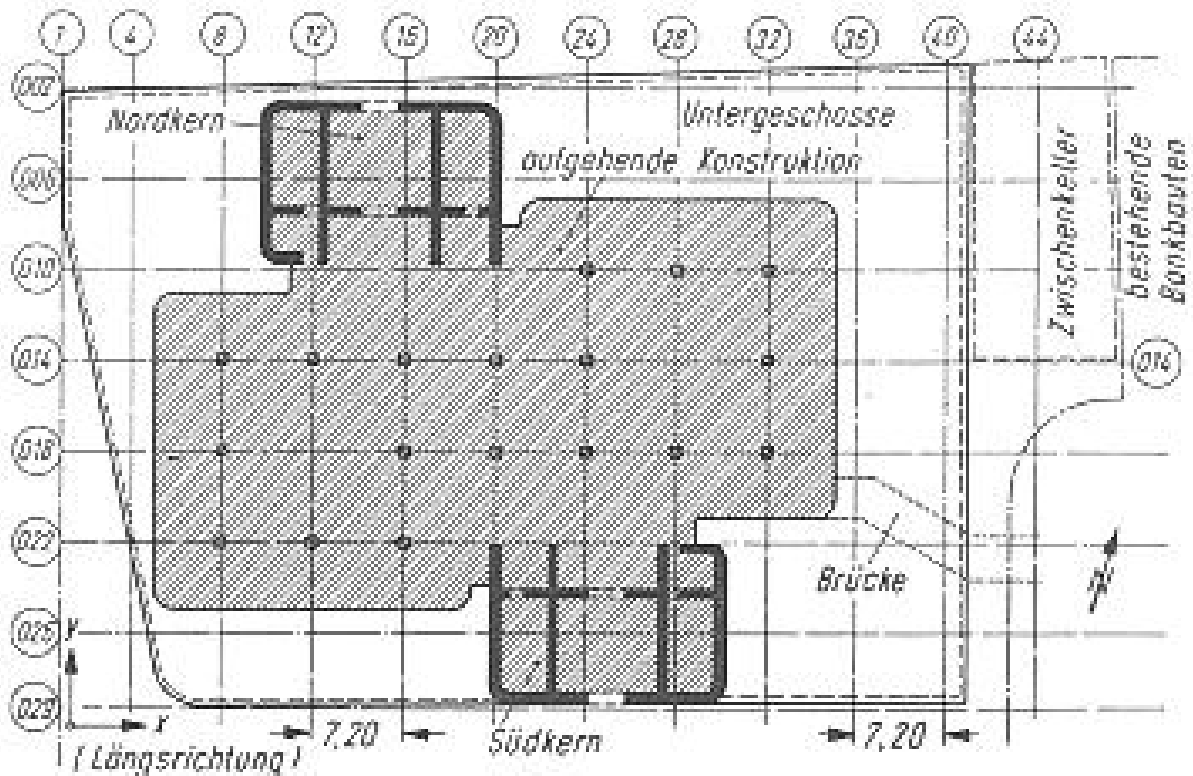 1 4 8 12 16 20 24 28 32 36 40 44
002
Nordkern
Untergeschosse
aufgehende Konstruktion
006
010
Zwischenkeller
bestehende
Bankbauten
014
014
018
022
Brücke
N
026
y
029
x
7,20
Südkern
7,20
(Längsrichtung)